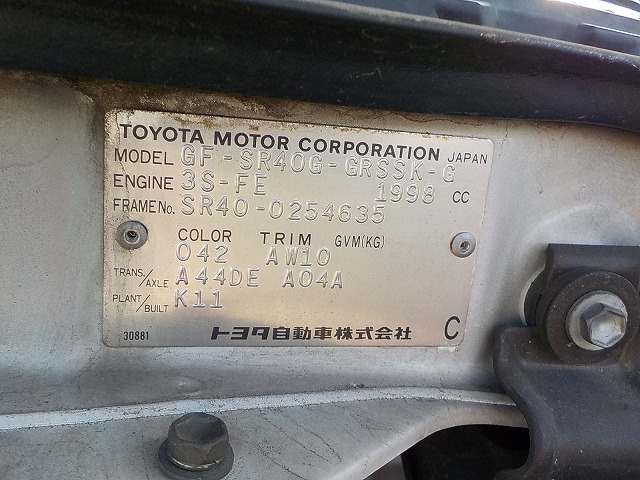 TOYOTA MOTOR CORPORATION JAPAN
MODEL GF-SR40G-GRSSK-G
ENGINE 3S-FE 1998 CC
FRAME No. SR40-0254635
COLOR TRIM GVM(KG)
042 AW10
TRANS./AXLE A44DE A04A
PLANT/BUILT K11
30881 トヨタ自動車株式会社 C